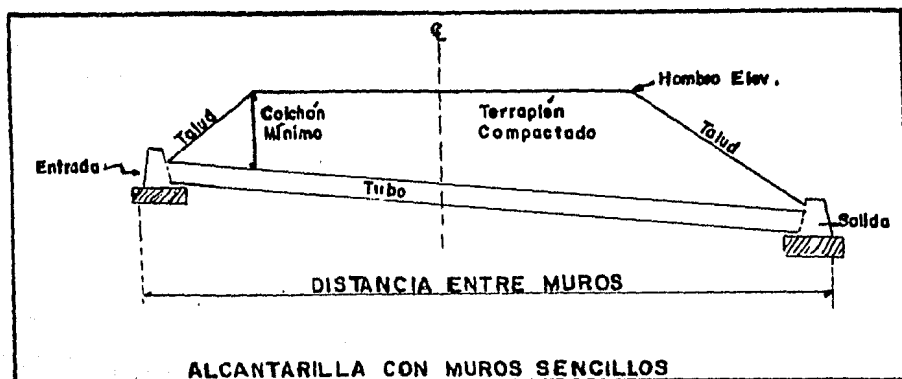 ℄
Hombro Elev.
Colchón
Mínimo
Terraplén
Compactado
Talud
Talud
Entrada
Tubo
Salida
DISTANCIA ENTRE MUROS
ALCANTARILLA CON MUROS SENCILLOS